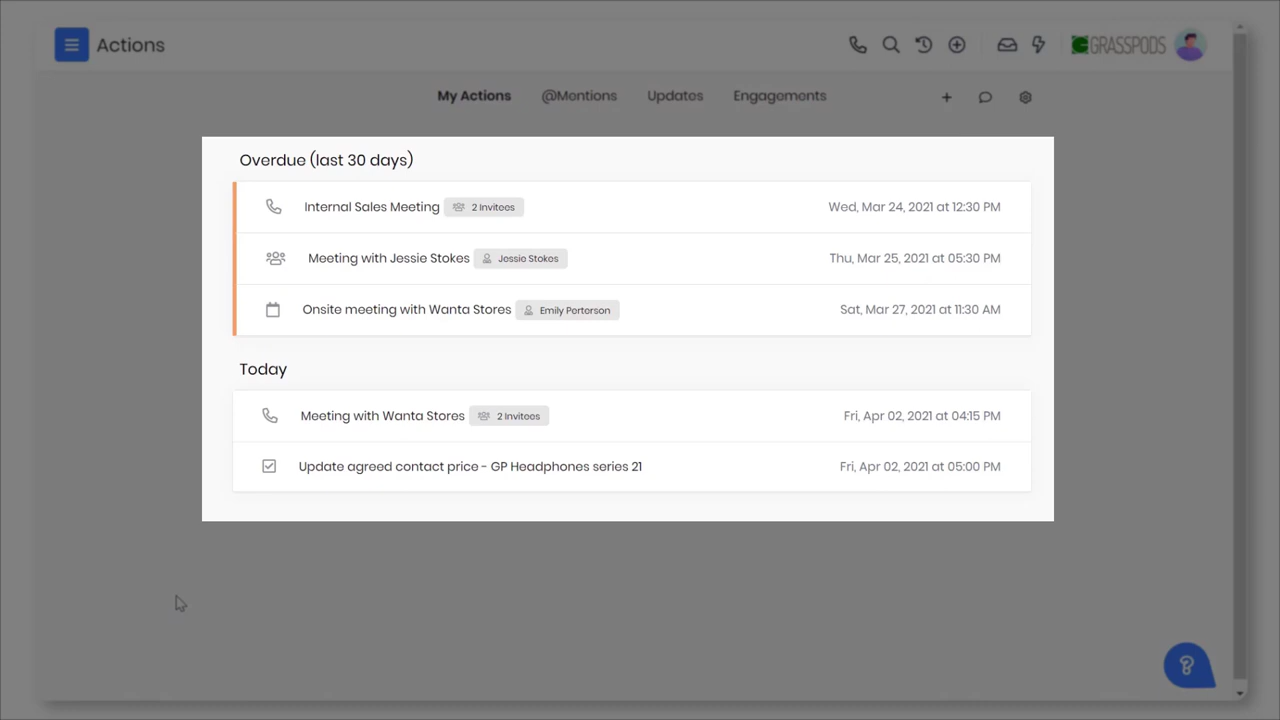 Actions
GRASSPODS
My Actions @Mentions Updates Engagements
Overdue (last 30 days)
Internal Sales Meeting 2 Invitees Wed, Mar 24, 2021 at 12:30 PM
Meeting with Jessie Stokes Jessie Stokes Thu, Mar 25, 2021 at 05:30 PM
Onsite meeting with Wanta Stores Emily Perterson Sat, Mar 27, 2021 at 11:30 AM
Today
Meeting with Wanta Stores 2 Invitees Fri, Apr 02, 2021 at 04:15 PM
Update agreed contact price - GP Headphones series 21 Fri, Apr 02, 2021 at 05:00 PM
?